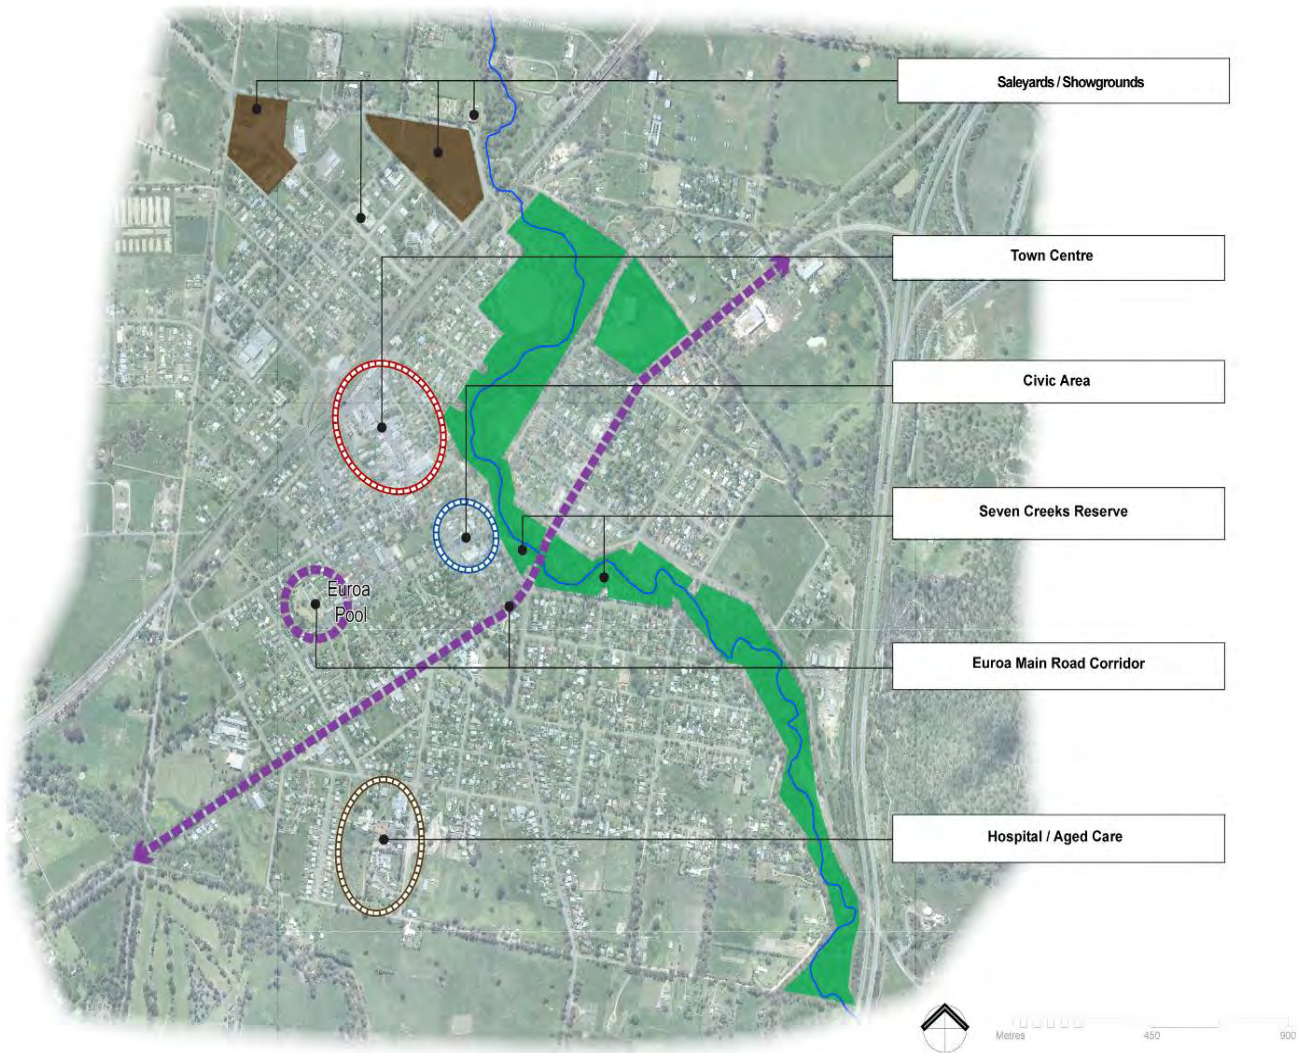 Saleyards / Showgrounds
Town Centre
Civic Area
Seven Creeks Reserve
Euroa
Pool
Euroa Main Road Corridor
Hospital / Aged Care
Metres 450 900